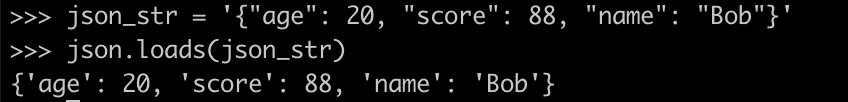 >>> json_str = '{"age": 20, "score": 88, "name": "Bob"}'
>>> json.loads(json_str)
{'age': 20, 'score': 88, 'name': 'Bob'}